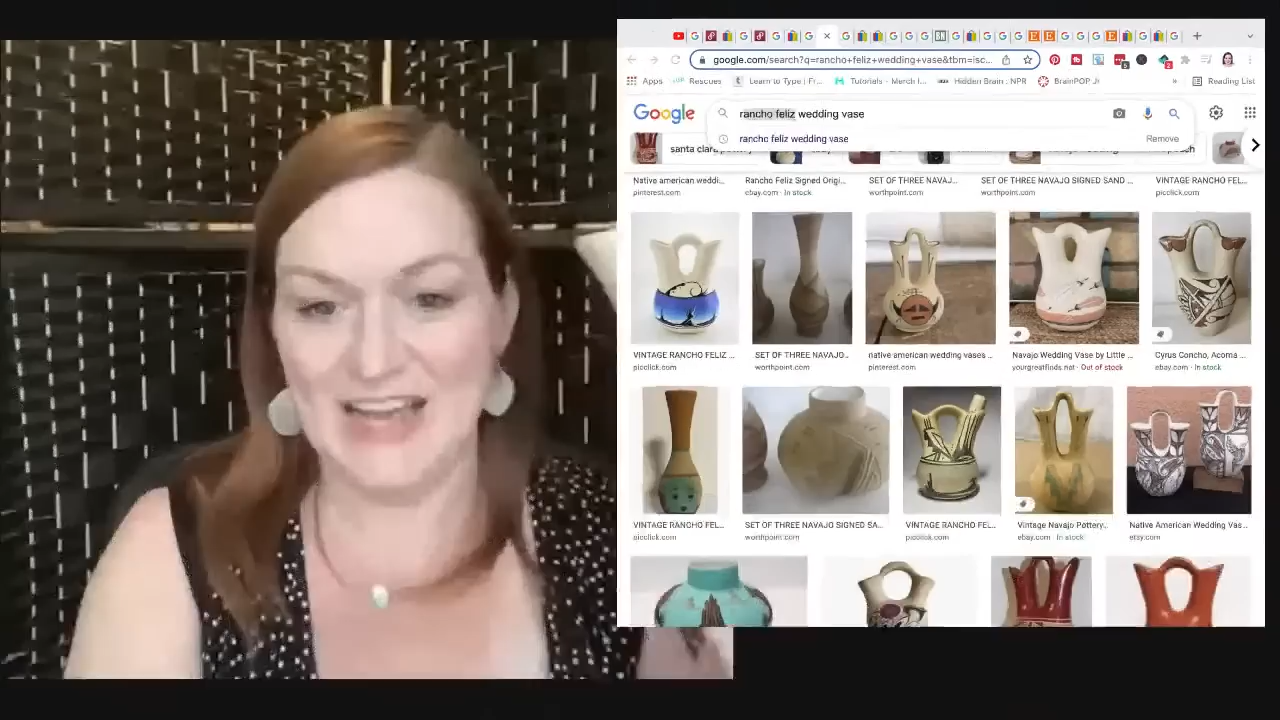 google.com/search?q=rancho+feliz+wedding+vase&tbm=isc...
Apps
Rescues
Learn to Type | Fr...
Tutorials - Merch I...
Hidden Brain : NPR
BrainPOP Jr
»
Reading List
Google
rancho feliz wedding vase
rancho feliz wedding vase
Remove
Native american weddi...
Rancho Feliz Signed Origi...
SET OF THREE NAVAJ...
SET OF THREE NAVAJO SIGNED SAND ...
VINTAGE RANCHO FEL...
pinterest.com
ebay.com · In stock
worthpoint.com
worthpoint.com
picclick.com
VINTAGE RANCHO FELIZ ...
SET OF THREE NAVAJO...
native american wedding vases ...
Navajo Wedding Vase by Little ...
Cyrus Concho, Acoma ...
picclick.com
worthpoint.com
pinterest.com
yourgreatfinds.net · Out of stock
ebay.com · In stock
VINTAGE RANCHO FEL...
SET OF THREE NAVAJO SIGNED SA...
VINTAGE RANCHO FEL...
Vintage Navajo Pottery...
Native American Wedding Vas...
picclick.com
worthpoint.com
picclick.com
ebay.com · In stock
etsy.com